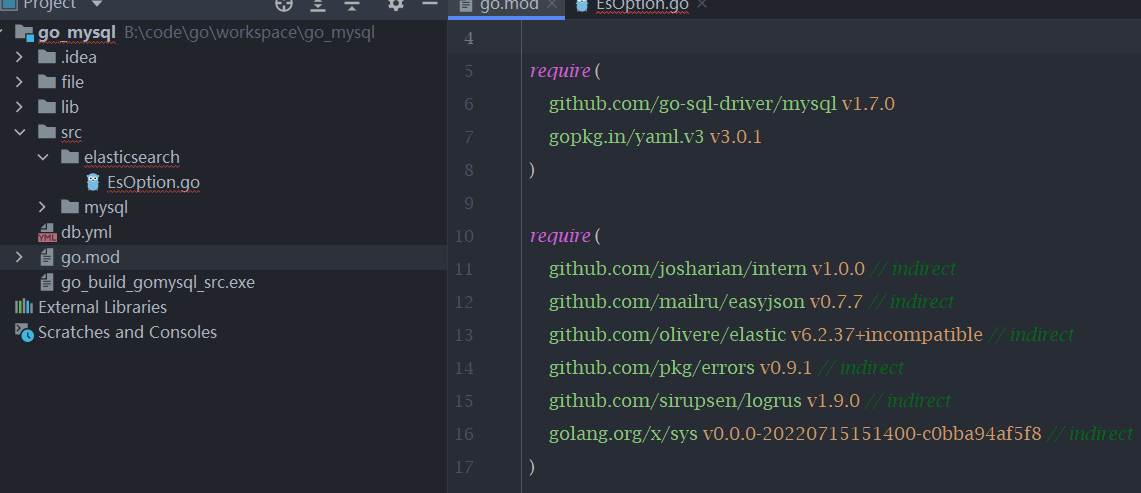 Project
go_mysql B:\code\go\workspace\go_mysql
.idea
file
lib
src
elasticsearch
EsOption.go
mysql
db.yml
go.mod
go_build_gomysql_src.exe
External Libraries
Scratches and Consoles
go.mod
EsOption.go
4
5 require (
6 github.com/go-sql-driver/mysql v1.7.0
7 gopkg.in/yaml.v3 v3.0.1
8 )
9
10 require (
11 github.com/josharian/intern v1.0.0 // indirect
12 github.com/mailru/easyjson v0.7.7 // indirect
13 github.com/olivere/elastic v6.2.37+incompatible // indirect
14 github.com/pkg/errors v0.9.1 // indirect
15 github.com/sirupsen/logrus v1.9.0 // indirect
16 golang.org/x/sys v0.0.0-20220715151400-c0bba94af5f8 // indirect
17 )